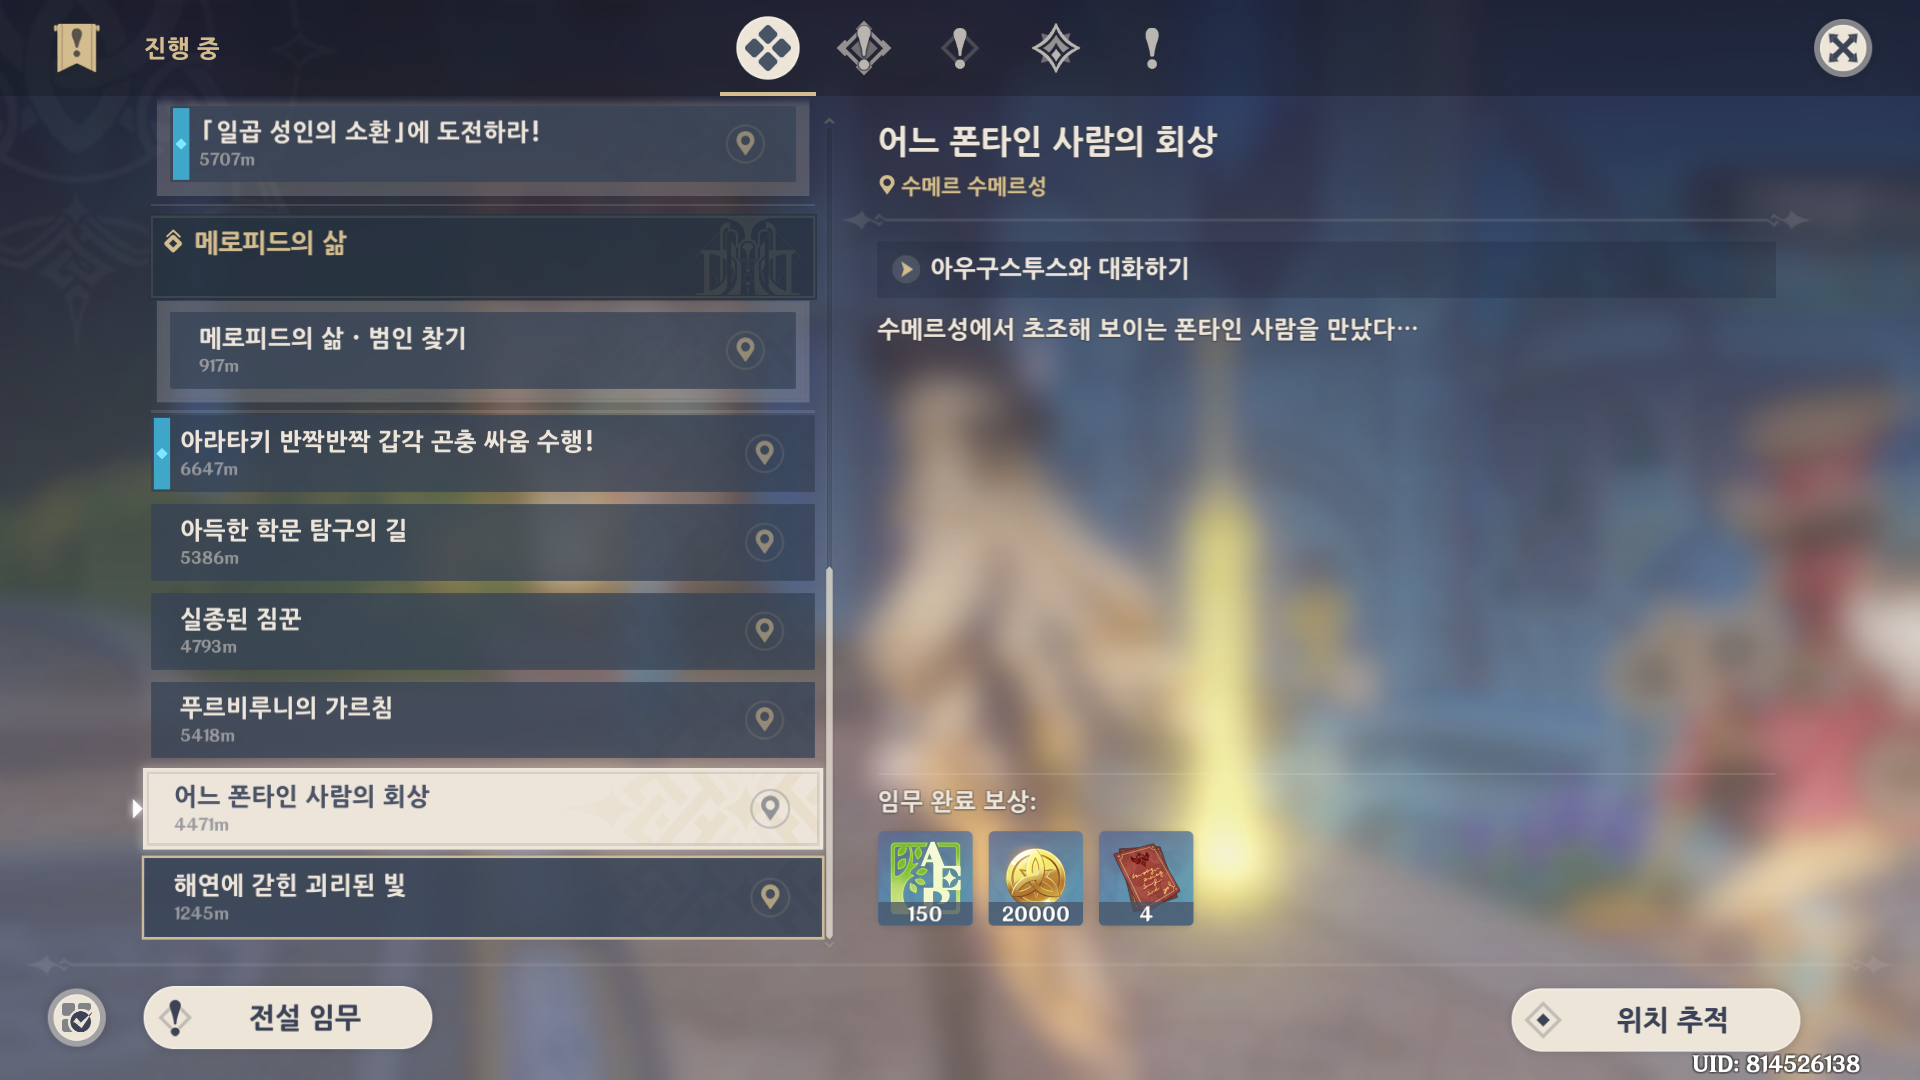 진행 중
「일곱 성인의 소환」에 도전하라!
5707m
메로피드의 삶
메로피드의 삶 · 범인 찾기
917m
아라타키 반짝반짝 갑각 곤충 싸움 수행!
6647m
아득한 학문 탐구의 길
5386m
실종된 짐꾼
4793m
푸르비루니의 가르침
5418m
어느 폰타인 사람의 회상
4471m
해연에 갇힌 괴리된 빛
1245m
전설 임무
어느 폰타인 사람의 회상
수메르 수메르성
아우구스투스와 대화하기
수메르성에서 초조해 보이는 폰타인 사람을 만났다…
임무 완료 보상:
150
20000
4
위치 추적
UID: 814526138